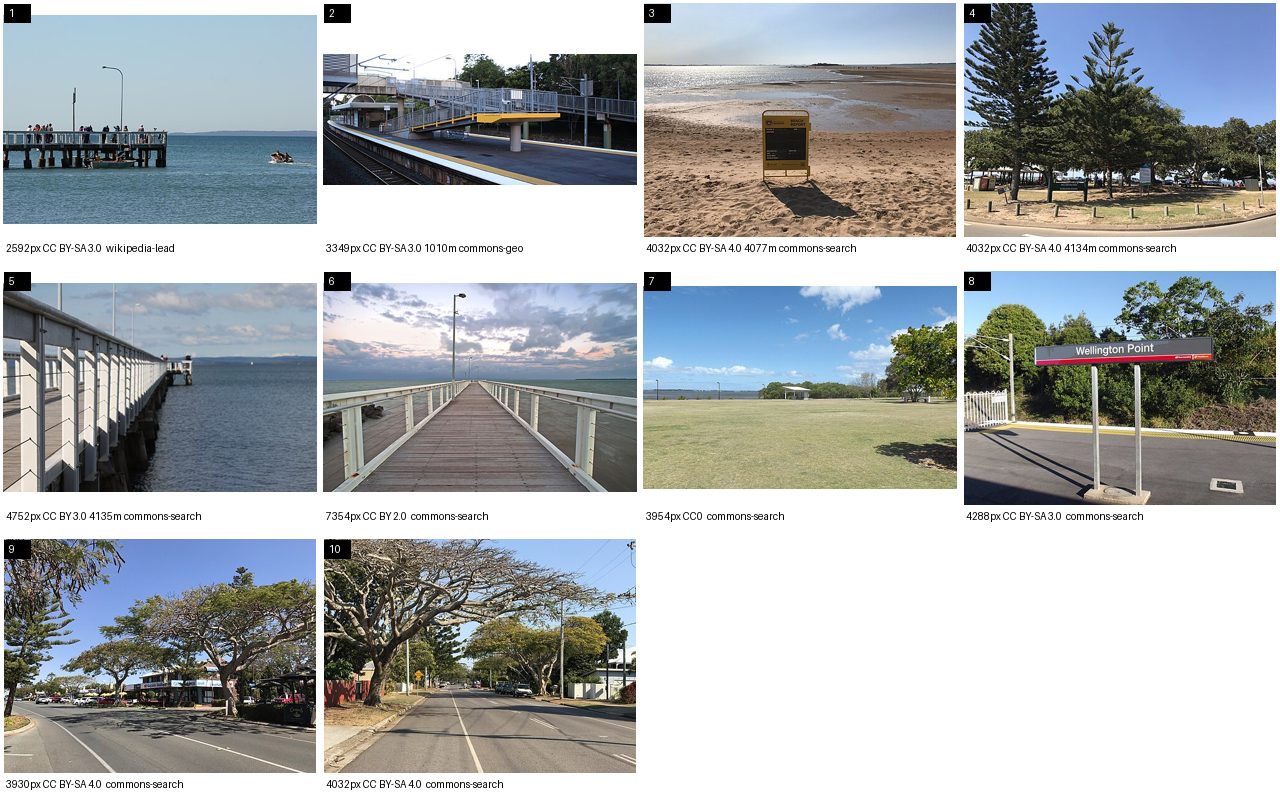 1
2
3
4
2592px CC BY-SA 3.0 wikipedia-lead
3349px CC BY-SA 3.0 1010m commons-geo
4032px CC BY-SA 4.0 4077m commons-search
4032px CC BY-SA 4.0 4134m commons-search
5
6
7
8
Wellington Point
4752px CC BY 3.0 4135m commons-search
7354px CC BY 2.0 commons-search
3954px CC0 commons-search
4288px CC BY-SA 3.0 commons-search
9
10
3930px CC BY-SA 4.0 commons-search
4032px CC BY-SA 4.0 commons-search